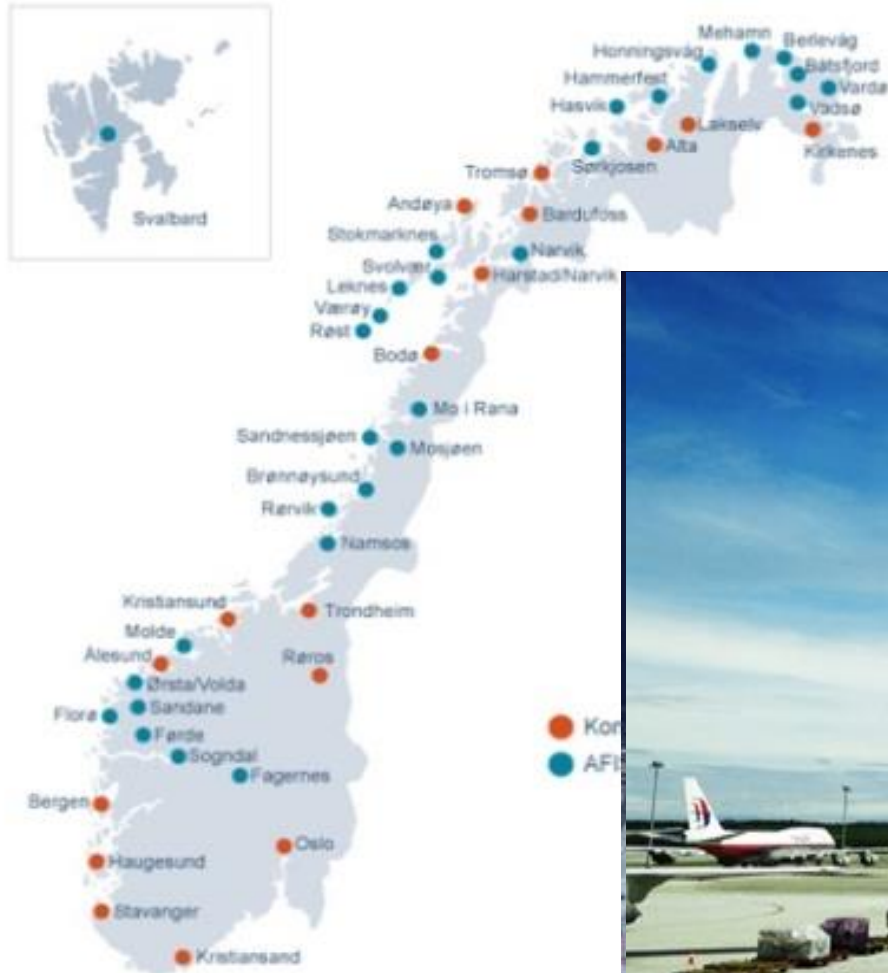 Svalbard
Mehamn
Berlevåg
Honningsvåg
Båtsfjord
Hammerfest
Vardø
Hasvik
Vadsø
Lakselv
Kirkenes
Alta
Sørkjosen
Tromsø
Andøya
Bardufoss
Stokmarknes
Narvik
Svolvær
Harstad/Narvik
Leknes
Værøy
Røst
Bodø
Mo i Rana
Sandnessjøen
Mosjøen
Brønnøysund
Rørvik
Namsos
Kristiansund
Trondheim
Molde
Ålesund
Røros
Ørsta/Volda
Sandane
Florø
Førde
Sogndal
Fagernes
Bergen
Oslo
Haugesund
Stavanger
Kristiansand